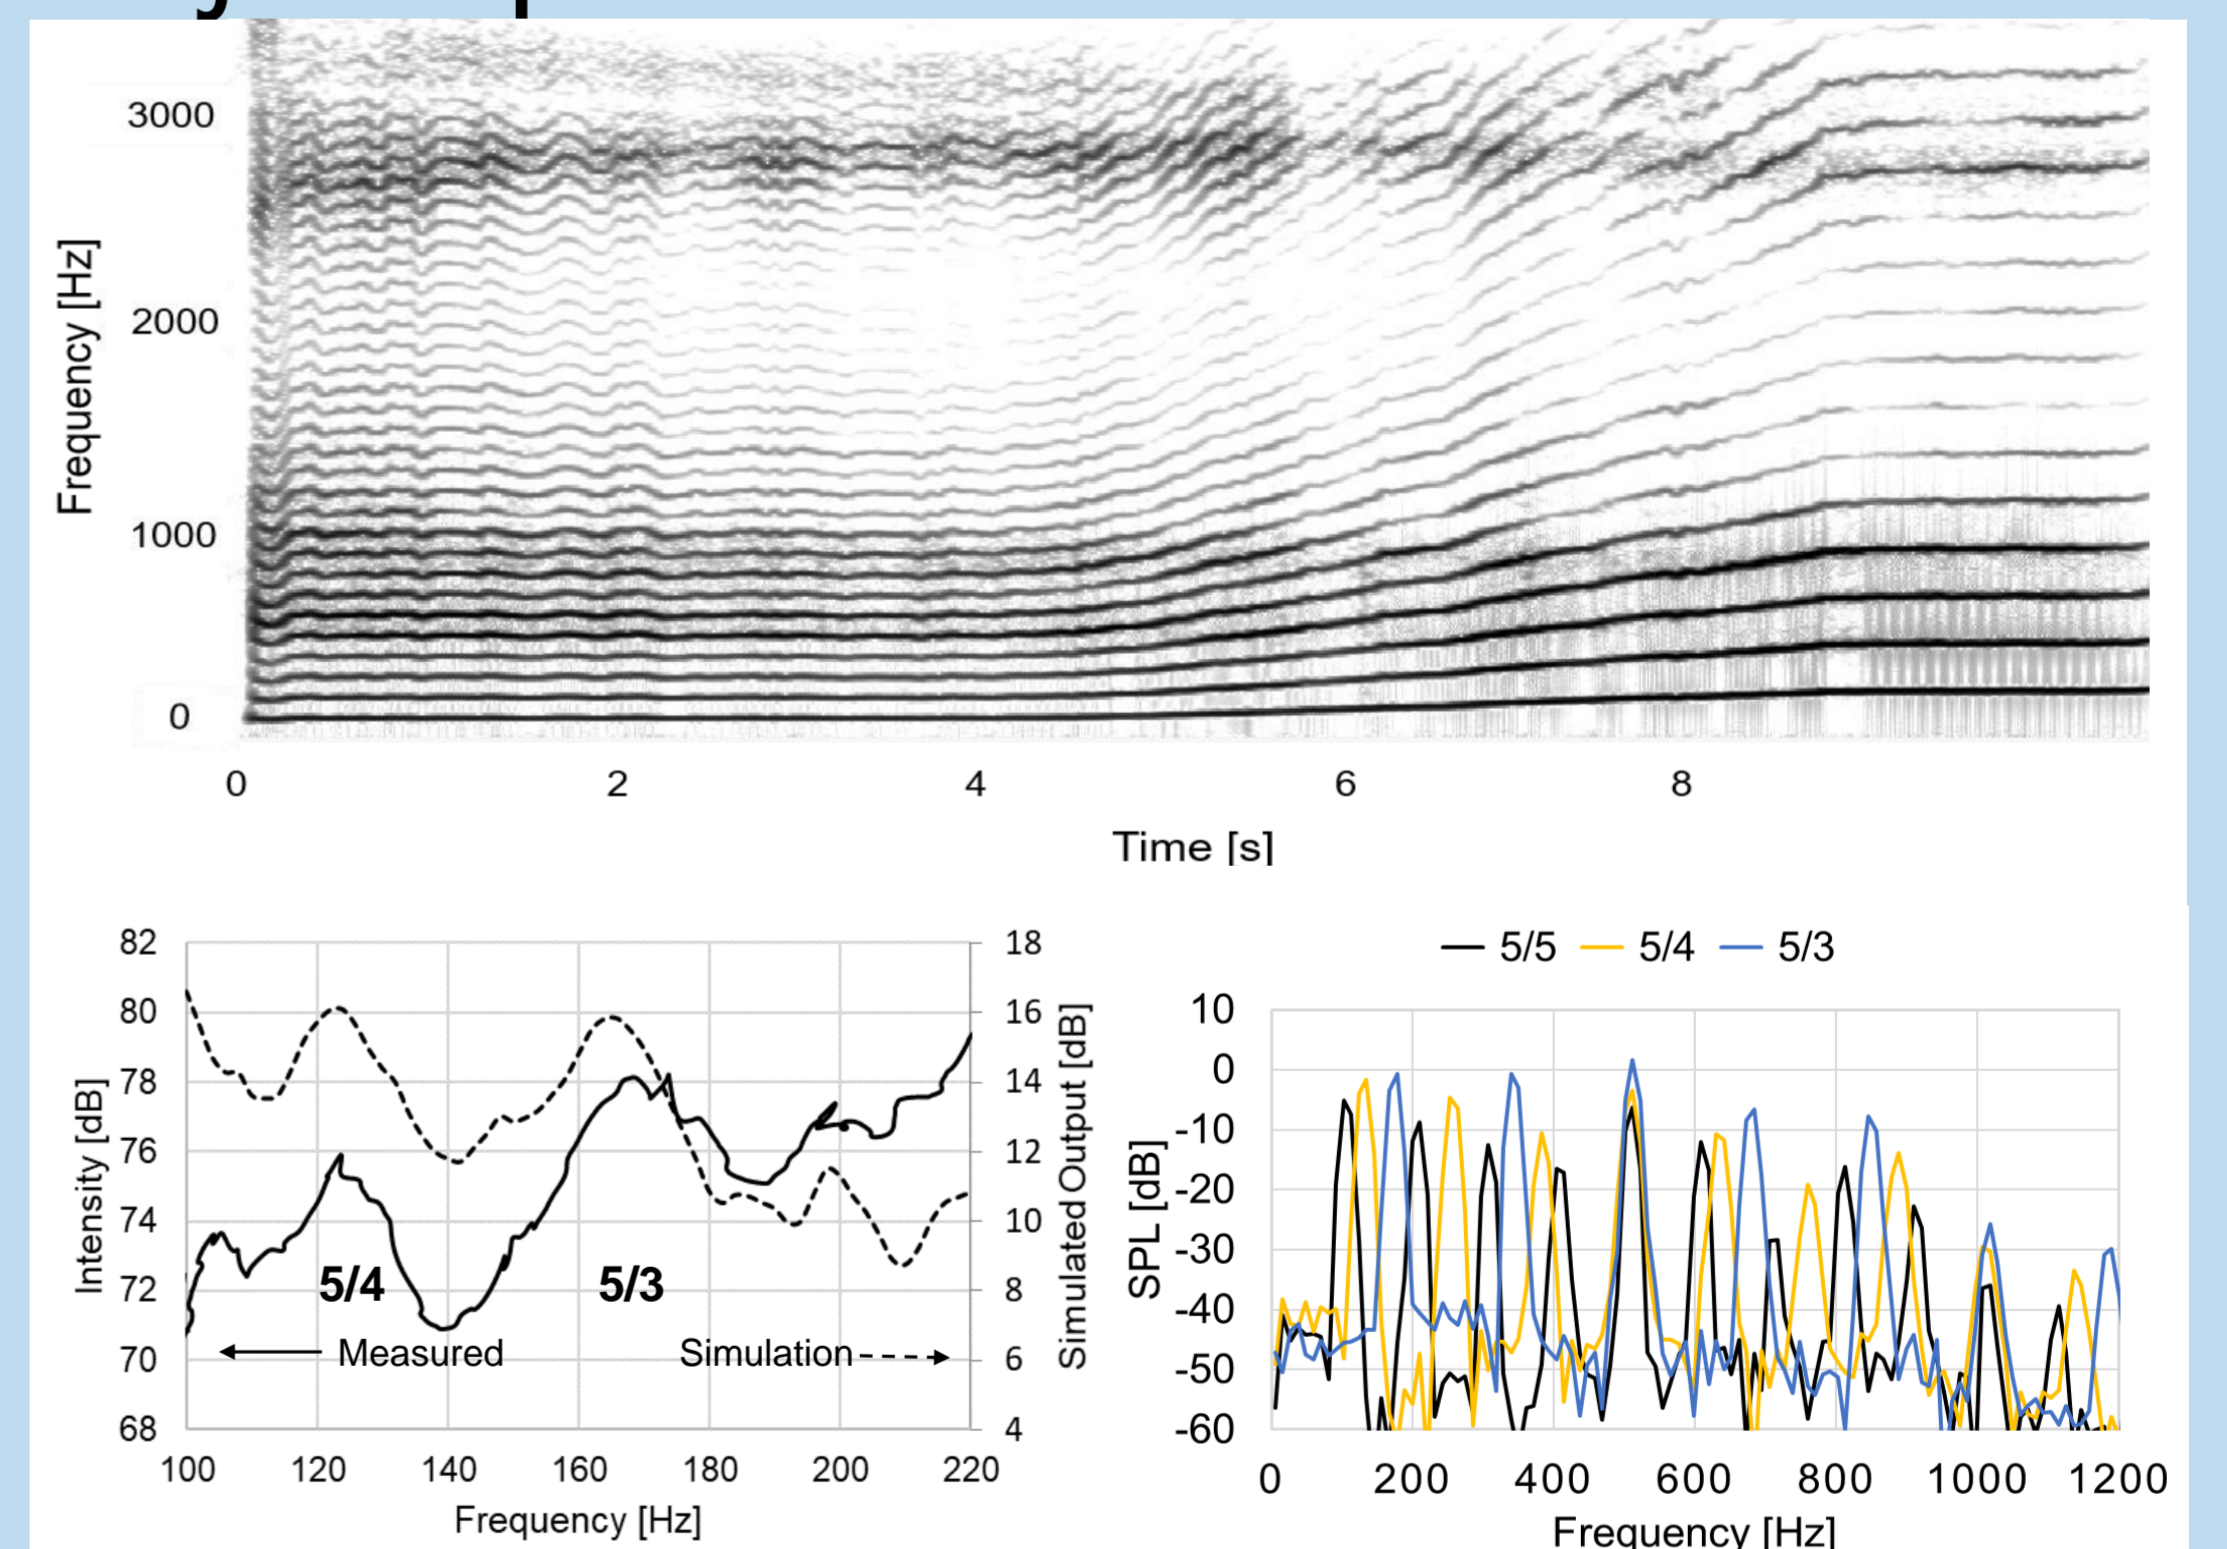 3000
2000
1000
0
Frequency [Hz]
0 2 4 6 8
Time [s]
82
80
78
76
74
72
70
68
Intensity [dB]
18
16
14
12
10
8
6
4
Simulated Output [dB]
5/4 5/3
Measured Simulation
100 120 140 160 180 200 220
Frequency [Hz]
5/5 5/4 5/3
10
0
-10
-20
-30
-40
-50
-60
SPL [dB]
0 200 400 600 800 1000 1200
Frequency [Hz]